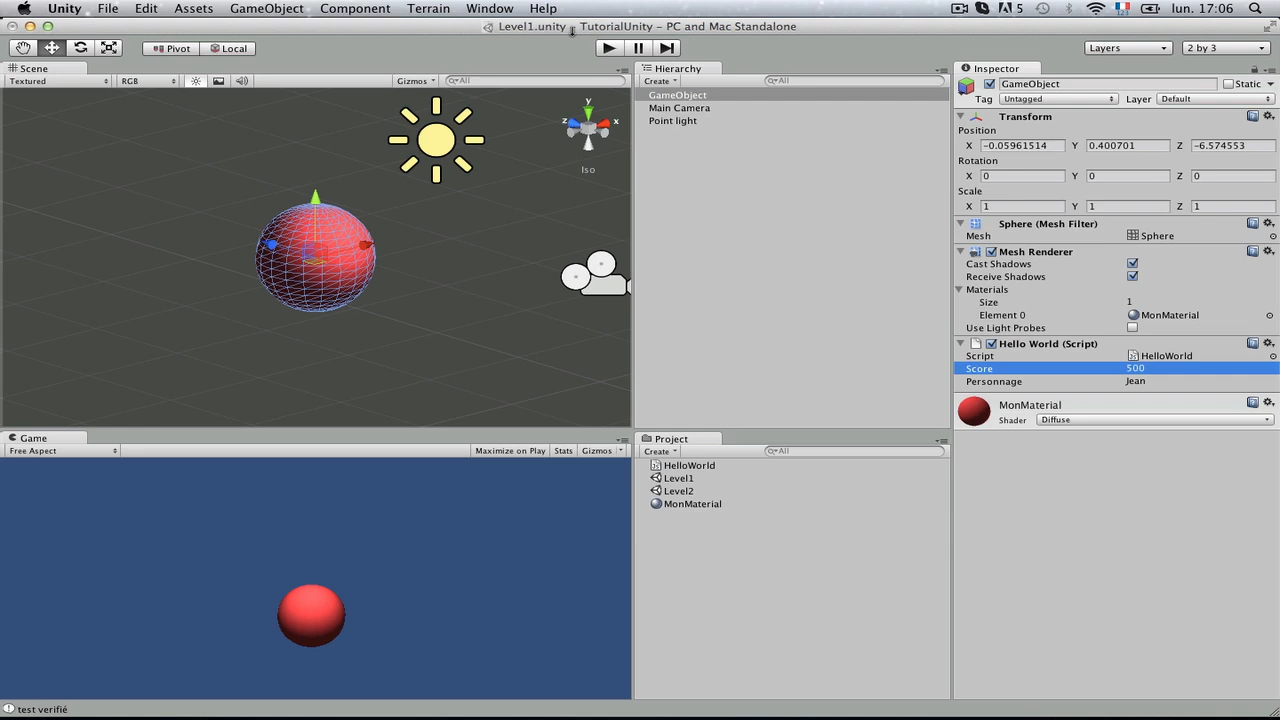 Unity File Edit Assets GameObject Component Terrain Window Help 5 lun. 17:06
Level1.unity – TutorialUnity – PC and Mac Standalone
Pivot Local Layers 2 by 3
Scene
Textured RGB Gizmos All
y
z x
Iso
Hierarchy
Create All
GameObject
Main Camera
Point light
Inspector
GameObject Static
Tag Untagged Layer Default
Transform
Position
X -0.05961514 Y 0.400701 Z -6.574553
Rotation
X 0 Y 0 Z 0
Scale
X 1 Y 1 Z 1
Sphere (Mesh Filter)
Mesh Sphere
Mesh Renderer
Cast Shadows
Receive Shadows
Materials
Size 1
Element 0 MonMaterial
Use Light Probes
Hello World (Script)
Script HelloWorld
Score 500
Personnage Jean
MonMaterial
Shader Diffuse
Game
Free Aspect Maximize on Play Stats Gizmos
Project
Create All
HelloWorld
Level1
Level2
MonMaterial
test verifié